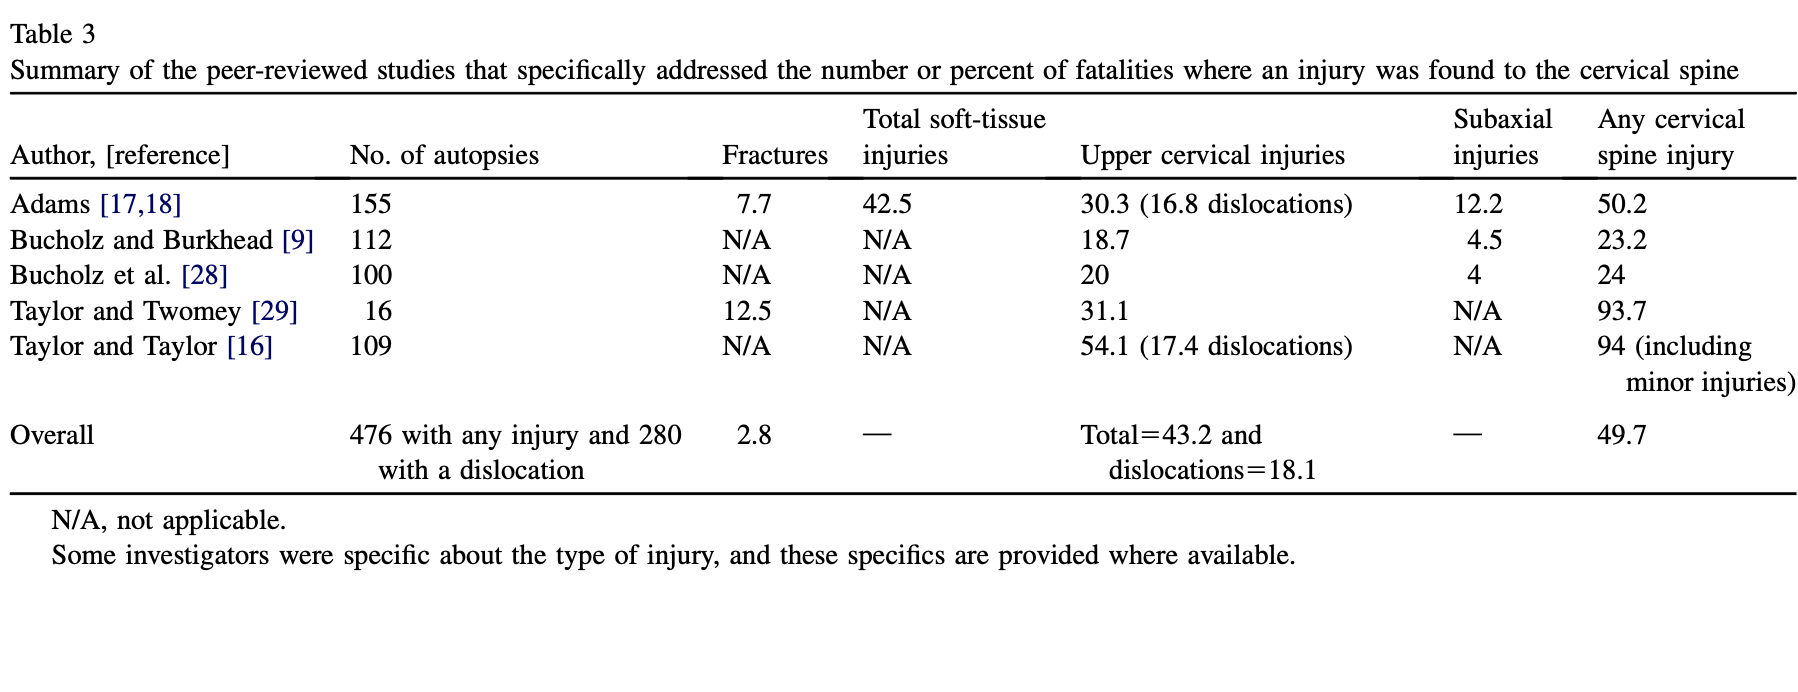 Table 3
Summary of the peer-reviewed studies that specifically addressed the number or percent of fatalities where an injury was found to the cervical spine
Total soft-tissue Subaxial Any cervical
Author, [reference] No. of autopsies Fractures injuries Upper cervical injuries injuries spine injury
Adams [17,18] 155 7.7 42.5 30.3 (16.8 dislocations) 12.2 50.2
Bucholz and Burkhead [9] 112 N/A N/A 18.7 4.5 23.2
Bucholz et al. [28] 100 N/A N/A 20 4 24
Taylor and Twomey [29] 16 12.5 N/A 31.1 N/A 93.7
Taylor and Taylor [16] 109 N/A N/A 54.1 (17.4 dislocations) N/A 94 (including
minor injuries)
Overall 476 with any injury and 280 2.8 — Total=43.2 and — 49.7
with a dislocation dislocations=18.1
N/A, not applicable.
Some investigators were specific about the type of injury, and these specifics are provided where available.